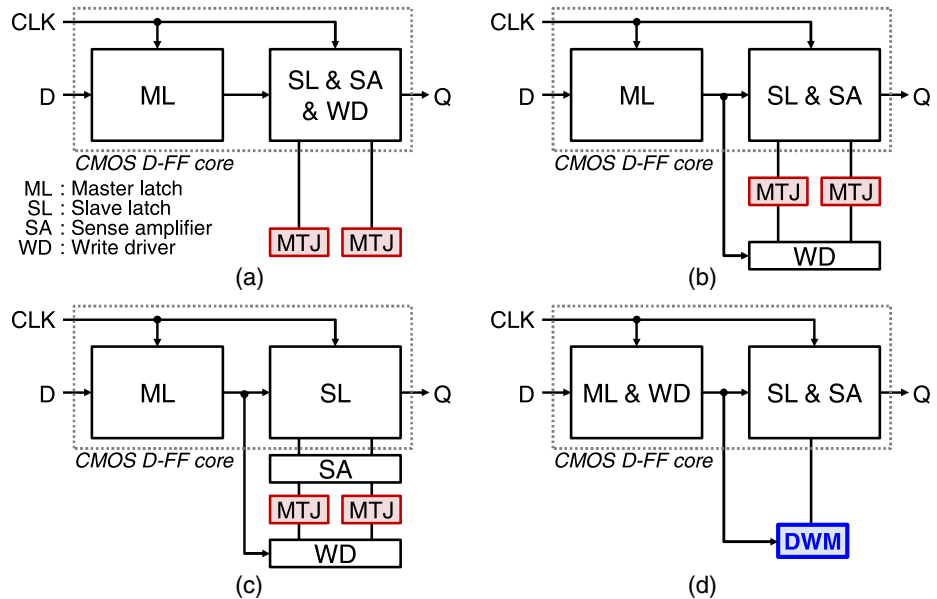 CLK
D
ML
SL & SA
& WD
Q
CMOS D-FF core
ML : Master latch
SL : Slave latch
SA : Sense amplifier
WD : Write driver
MTJ
MTJ
(a)
CLK
D
ML
SL & SA
Q
CMOS D-FF core
MTJ
MTJ
WD
(b)
CLK
D
ML
SL
Q
CMOS D-FF core
SA
MTJ
MTJ
WD
(c)
CLK
D
ML & WD
SL & SA
Q
CMOS D-FF core
DWM
(d)